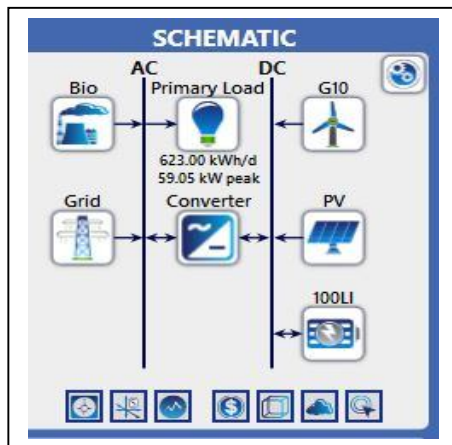 SCHEMATIC
AC DC
Bio Primary Load G10
623.00 kWh/d
59.05 kW peak
Grid Converter PV
100LI